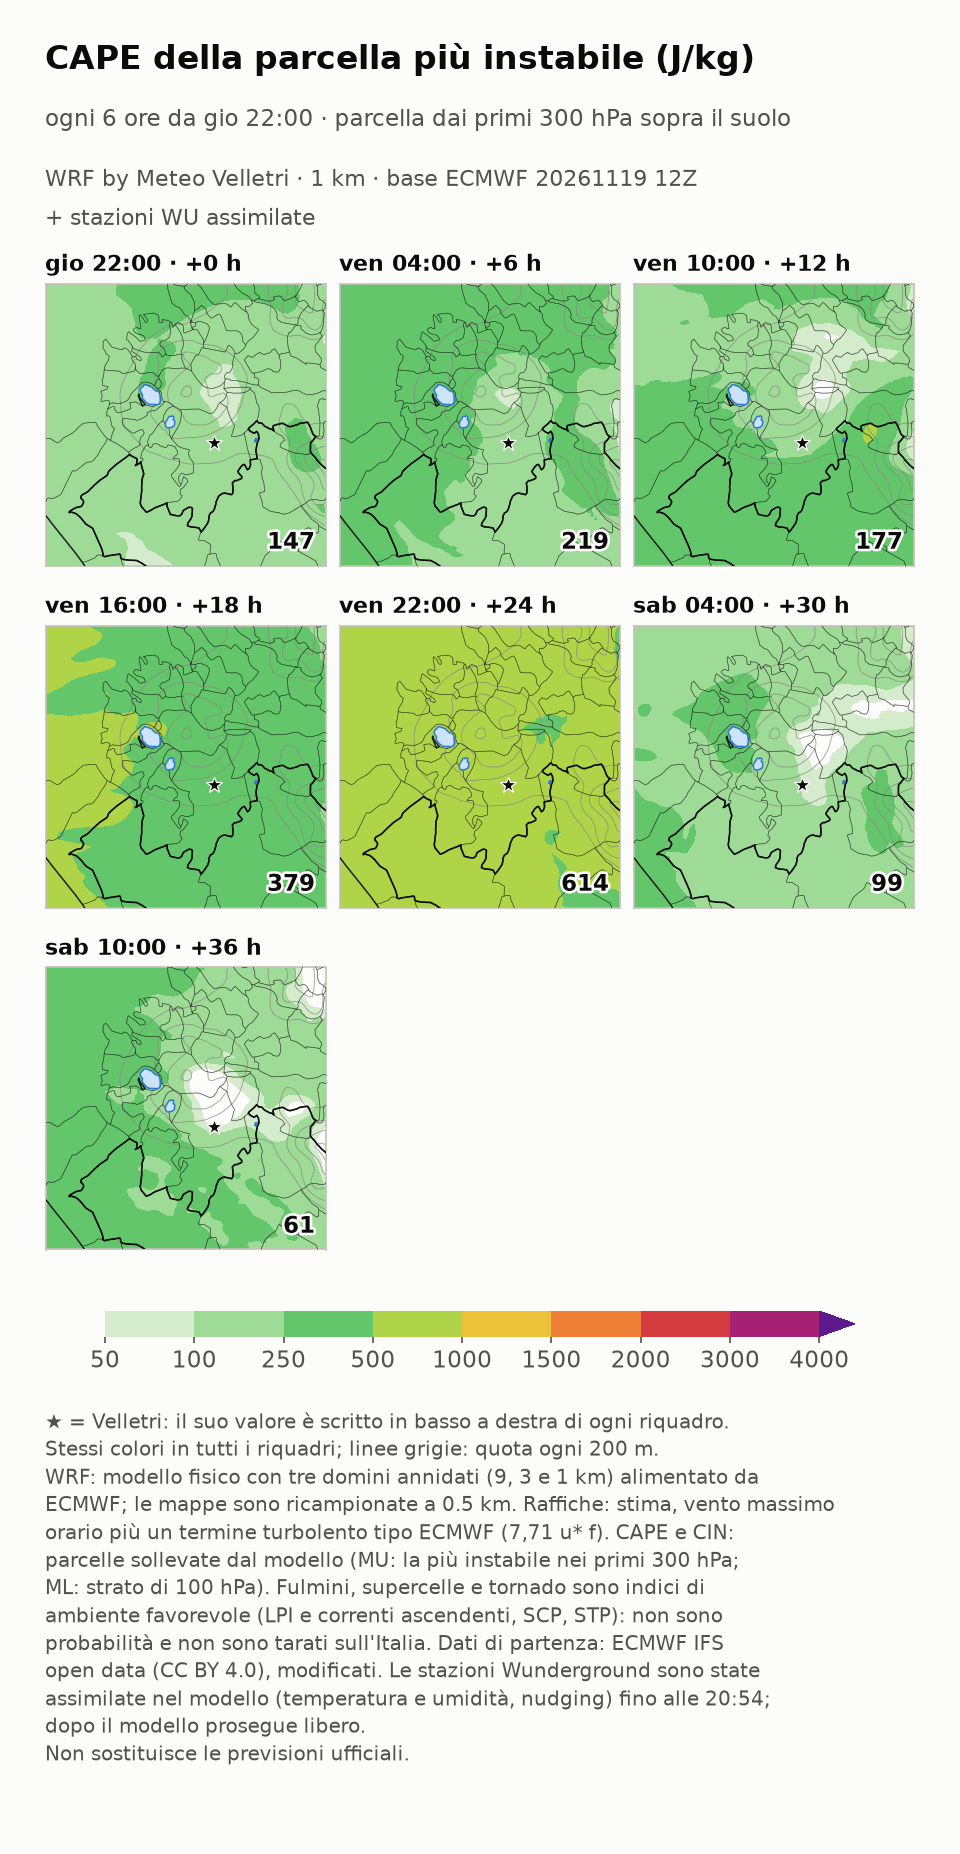 CAPE della parcella più instabile (J/kg)
ogni 6 ore da gio 22:00 · parcella dai primi 300 hPa sopra il suolo
WRF by Meteo Velletri · 1 km · base ECMWF 20261119 12Z
+ stazioni WU assimilate
gio 22:00 · +0 h
ven 04:00 · +6 h
ven 10:00 · +12 h
147
219
177
ven 16:00 · +18 h
ven 22:00 · +24 h
sab 04:00 · +30 h
379
614
99
sab 10:00 · +36 h
61
50 100 250 500 1000 1500 2000 3000 4000
★ = Velletri: il suo valore è scritto in basso a destra di ogni riquadro.
Stessi colori in tutti i riquadri; linee grigie: quota ogni 200 m.
WRF: modello fisico con tre domini annidati (9, 3 e 1 km) alimentato da
ECMWF; le mappe sono ricampionate a 0.5 km. Raffiche: stima, vento massimo
orario più un termine turbolento tipo ECMWF (7,71 u* f). CAPE e CIN:
parcelle sollevate dal modello (MU: la più instabile nei primi 300 hPa;
ML: strato di 100 hPa). Fulmini, supercelle e tornado sono indici di
ambiente favorevole (LPI e correnti ascendenti, SCP, STP): non sono
probabilità e non sono tarati sull'Italia. Dati di partenza: ECMWF IFS
open data (CC BY 4.0), modificati. Le stazioni Wunderground sono state
assimilate nel modello (temperatura e umidità, nudging) fino alle 20:54;
dopo il modello prosegue libero.
Non sostituisce le previsioni ufficiali.